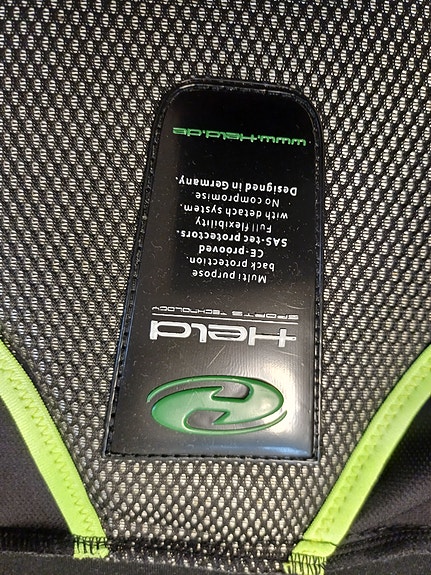 Held
SPORTS TECHNOLOGY
Multi purpose
back protection.
CE-proved
SAS-tec protectors.
Full flexibility
with detach system.
No compromise
Designed in Germany.
www.Held.de